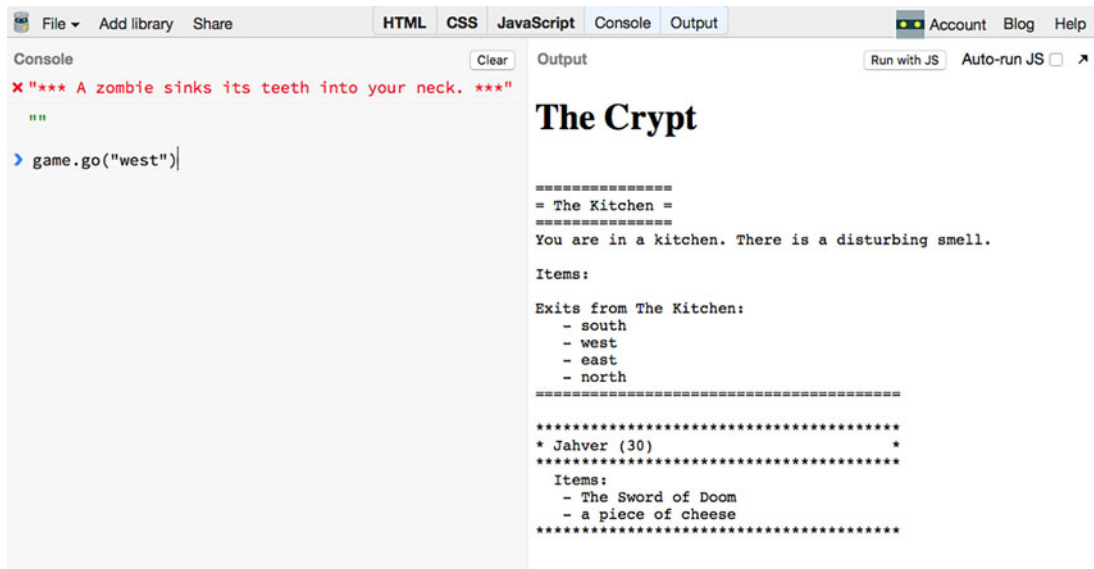 File Add library Share HTML CSS JavaScript Console Output Account Blog Help
Console Clear
"*** A zombie sinks its teeth into your neck. ***"
""
game.go("west")
Output Run with JS Auto-run JS
The Crypt
===============
= The Kitchen =
===============
You are in a kitchen. There is a disturbing smell.
Items:
Exits from The Kitchen:
- south
- west
- east
- north
========================================
****************************************
* Jahver (30) *
****************************************
Items:
- The Sword of Doom
- a piece of cheese
****************************************